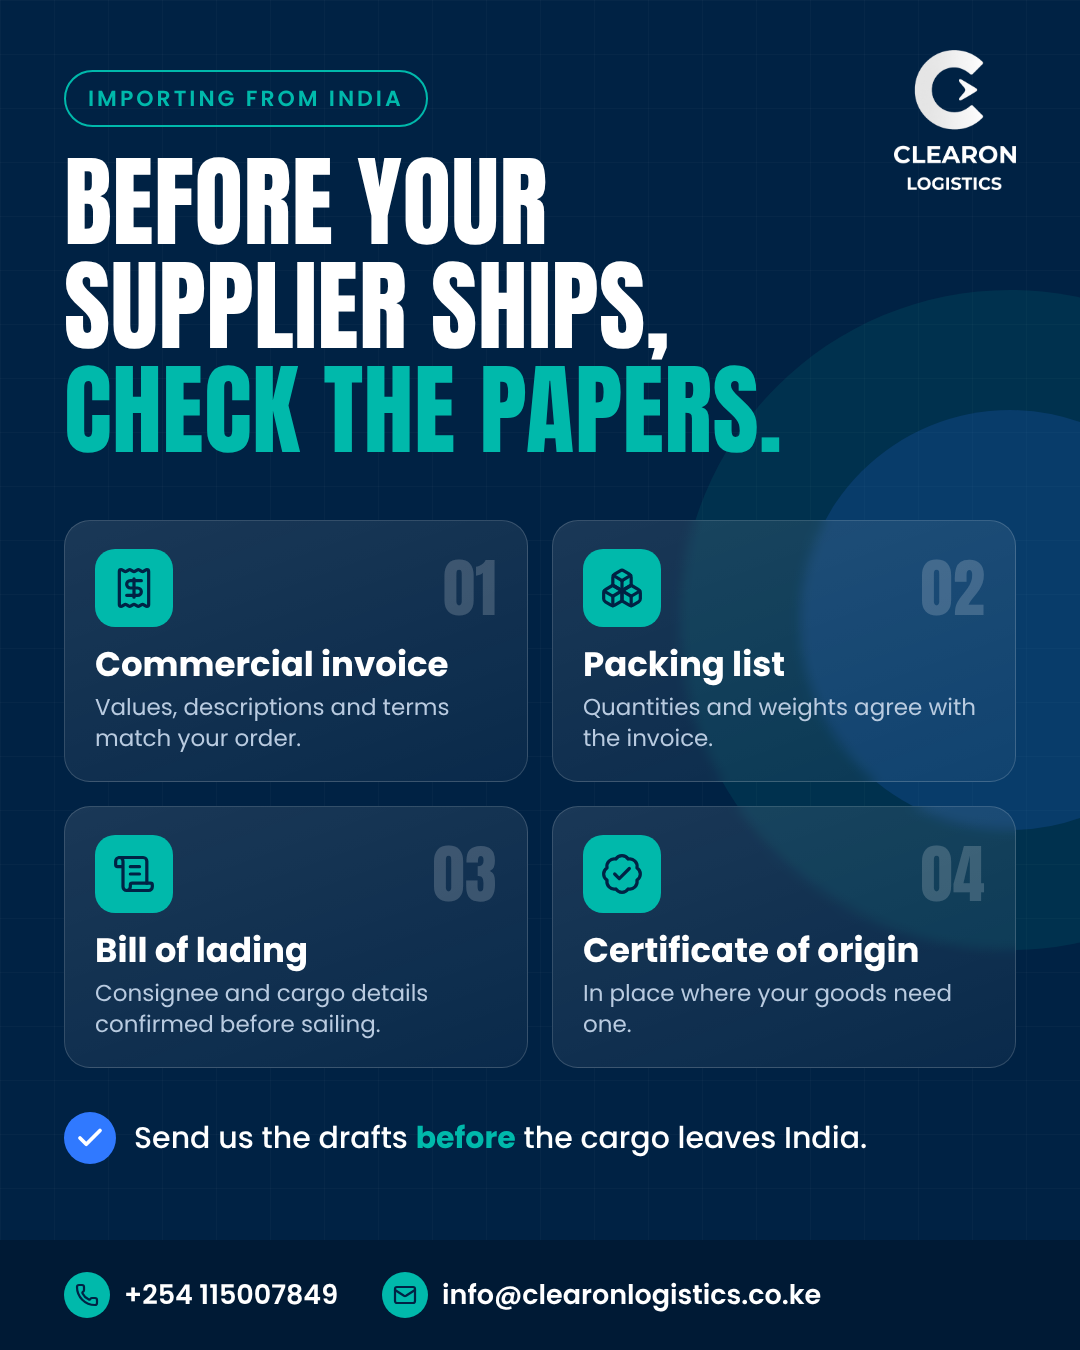 IMPORTING FROM INDIA
CLEARON
LOGISTICS
BEFORE YOUR
SUPPLIER SHIPS,
CHECK THE PAPERS.
01
Commercial invoice
Values, descriptions and terms
match your order.
02
Packing list
Quantities and weights agree with
the invoice.
03
Bill of lading
Consignee and cargo details
confirmed before sailing.
04
Certificate of origin
In place where your goods need
one.
Send us the drafts before the cargo leaves India.
+254 115007849
info@clearonlogistics.co.ke